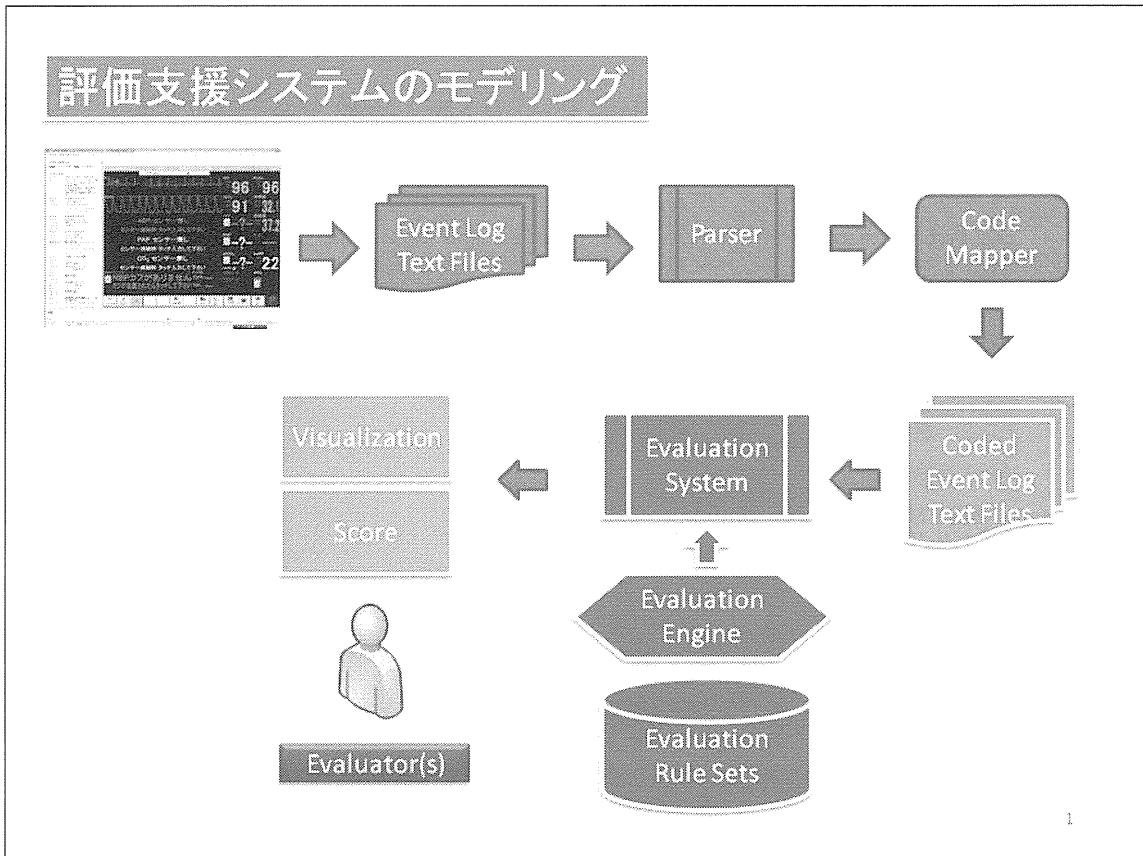 評価支援システムのモデリング
96 96
91
-?-
-?- 22
Event Log
Text Files
Parser
Code
Mapper
Visualization
Score
Evaluation
System
Coded
Event Log
Text Files
Evaluation
Engine
Evaluator(s)
Evaluation
Rule Sets
1